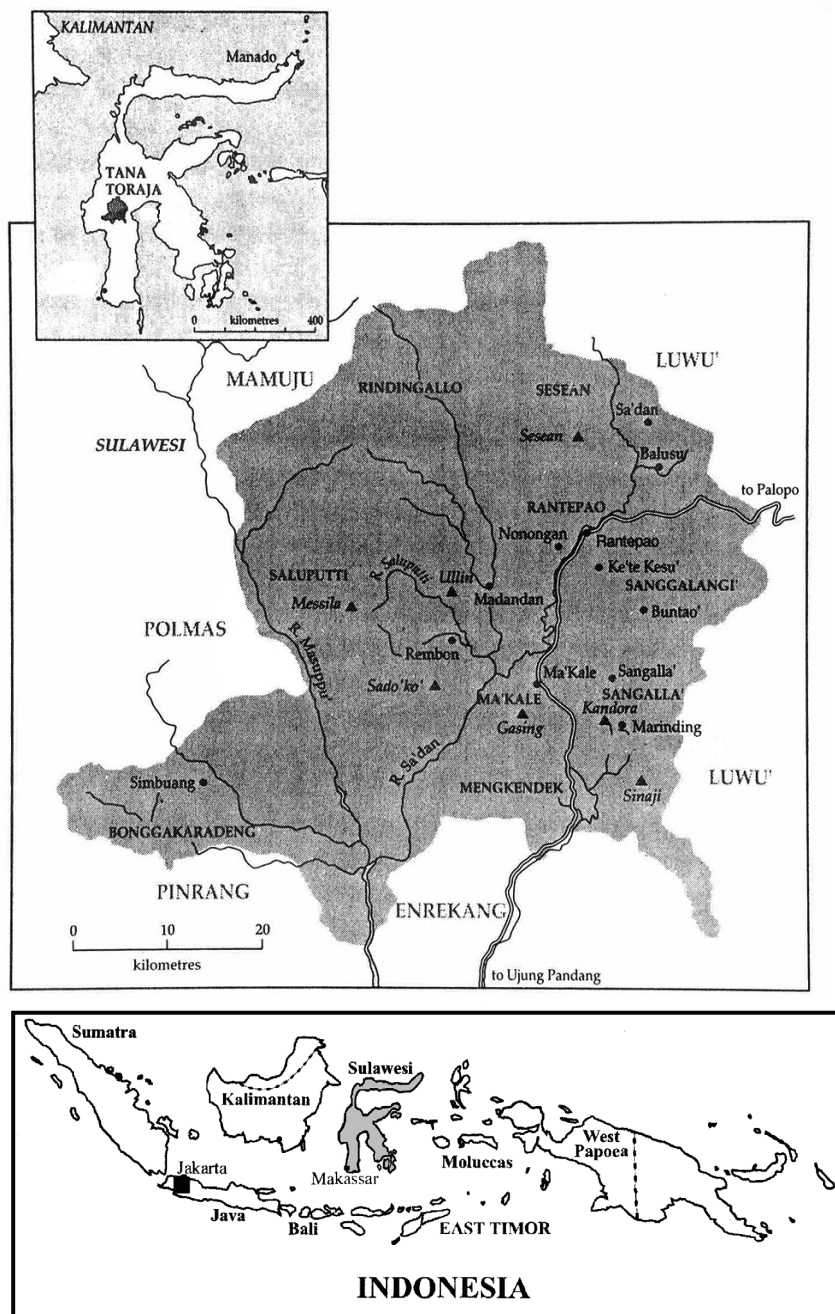 KALIMANTAN
Manado
TANA
TORAJA
0 kilometres 400
MAMUJU
RINDINGALLO
SESEAN
LUWU'
Sa'dan
SULAWESI
Sesean
Balusu
to Palopo
RANTEPAO
Nonongan
Rantepao
SALUPUTTI
R. Saluputti
Ullin
Ke'te Kesu'
SANGGALANGI'
Messila
Madandan
Buntao'
POLMAS
R. Masuppu'
Rembon
Ma'Kale
Sangalla'
SANGALLA'
Sado'ko'
MA'KALE
Kandora
Gasing
Marinding
R. Sa'dan
Simbuang
MENGKENDEK
Sinaji
LUWU'
BONGGAKARADENG
PINRANG
ENREKANG
0 10 20
kilometres
to Ujung Pandang
Sumatra
Sulawesi
Kalimantan
West
Papoea
Moluccas
Jakarta
Makassar
Java
Bali
EAST TIMOR
INDONESIA